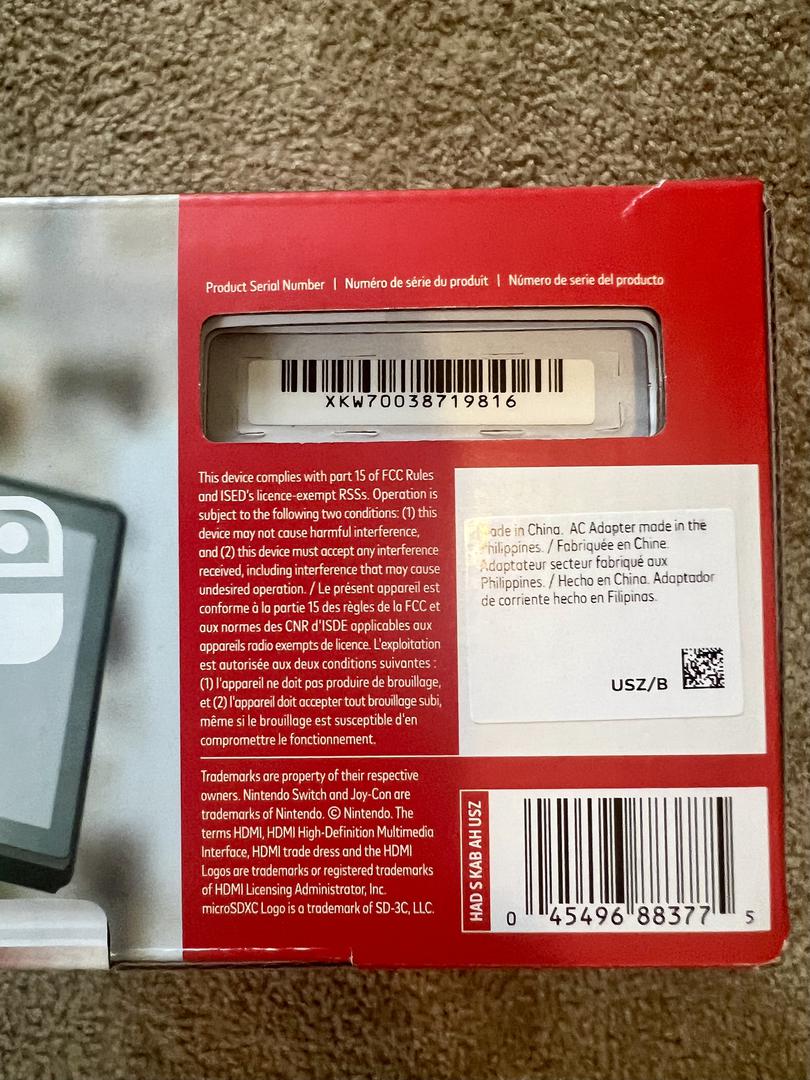 Product Serial Number | Numéro de série du produit | Número de serie del producto
XKW70038719816
This device complies with part 15 of FCC Rules
and ISED's licence-exempt RSSs. Operation is
subject to the following two conditions: (1) this
device may not cause harmful interference,
and (2) this device must accept any interference
received, including interference that may cause
undesired operation. / Le présent appareil est
conforme à la partie 15 des règles de la FCC et
aux normes des CNR d'ISDE applicables aux
appareils radio exempts de licence. L'exploitation
est autorisée aux deux conditions suivantes :
(1) l'appareil ne doit pas produire de brouillage,
et (2) l'appareil doit accepter tout brouillage subi,
même si le brouillage est susceptible d'en
compromettre le fonctionnement.
Made in China. AC Adapter made in the
Philippines. / Fabriquée en Chine.
Adaptateur secteur fabriqué aux
Philippines. / Hecho en China. Adaptador
de corriente hecho en Filipinas.
USZ/B
Trademarks are property of their respective
owners. Nintendo Switch and Joy-Con are
trademarks of Nintendo. © Nintendo. The
terms HDMI, HDMI High-Definition Multimedia
Interface, HDMI trade dress and the HDMI
Logos are trademarks or registered trademarks
of HDMI Licensing Administrator, Inc.
microSDXC Logo is a trademark of SD-3C, LLC.
HAD S KAB AH USZ
0 45496 88377 5